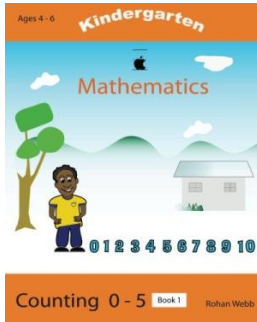 Ages 4 - 6
Kindergarten
Mathematics
0 1 2 3 4 5 6 7 8 9 10
Counting 0 - 5 Book 1 Rohan Webb